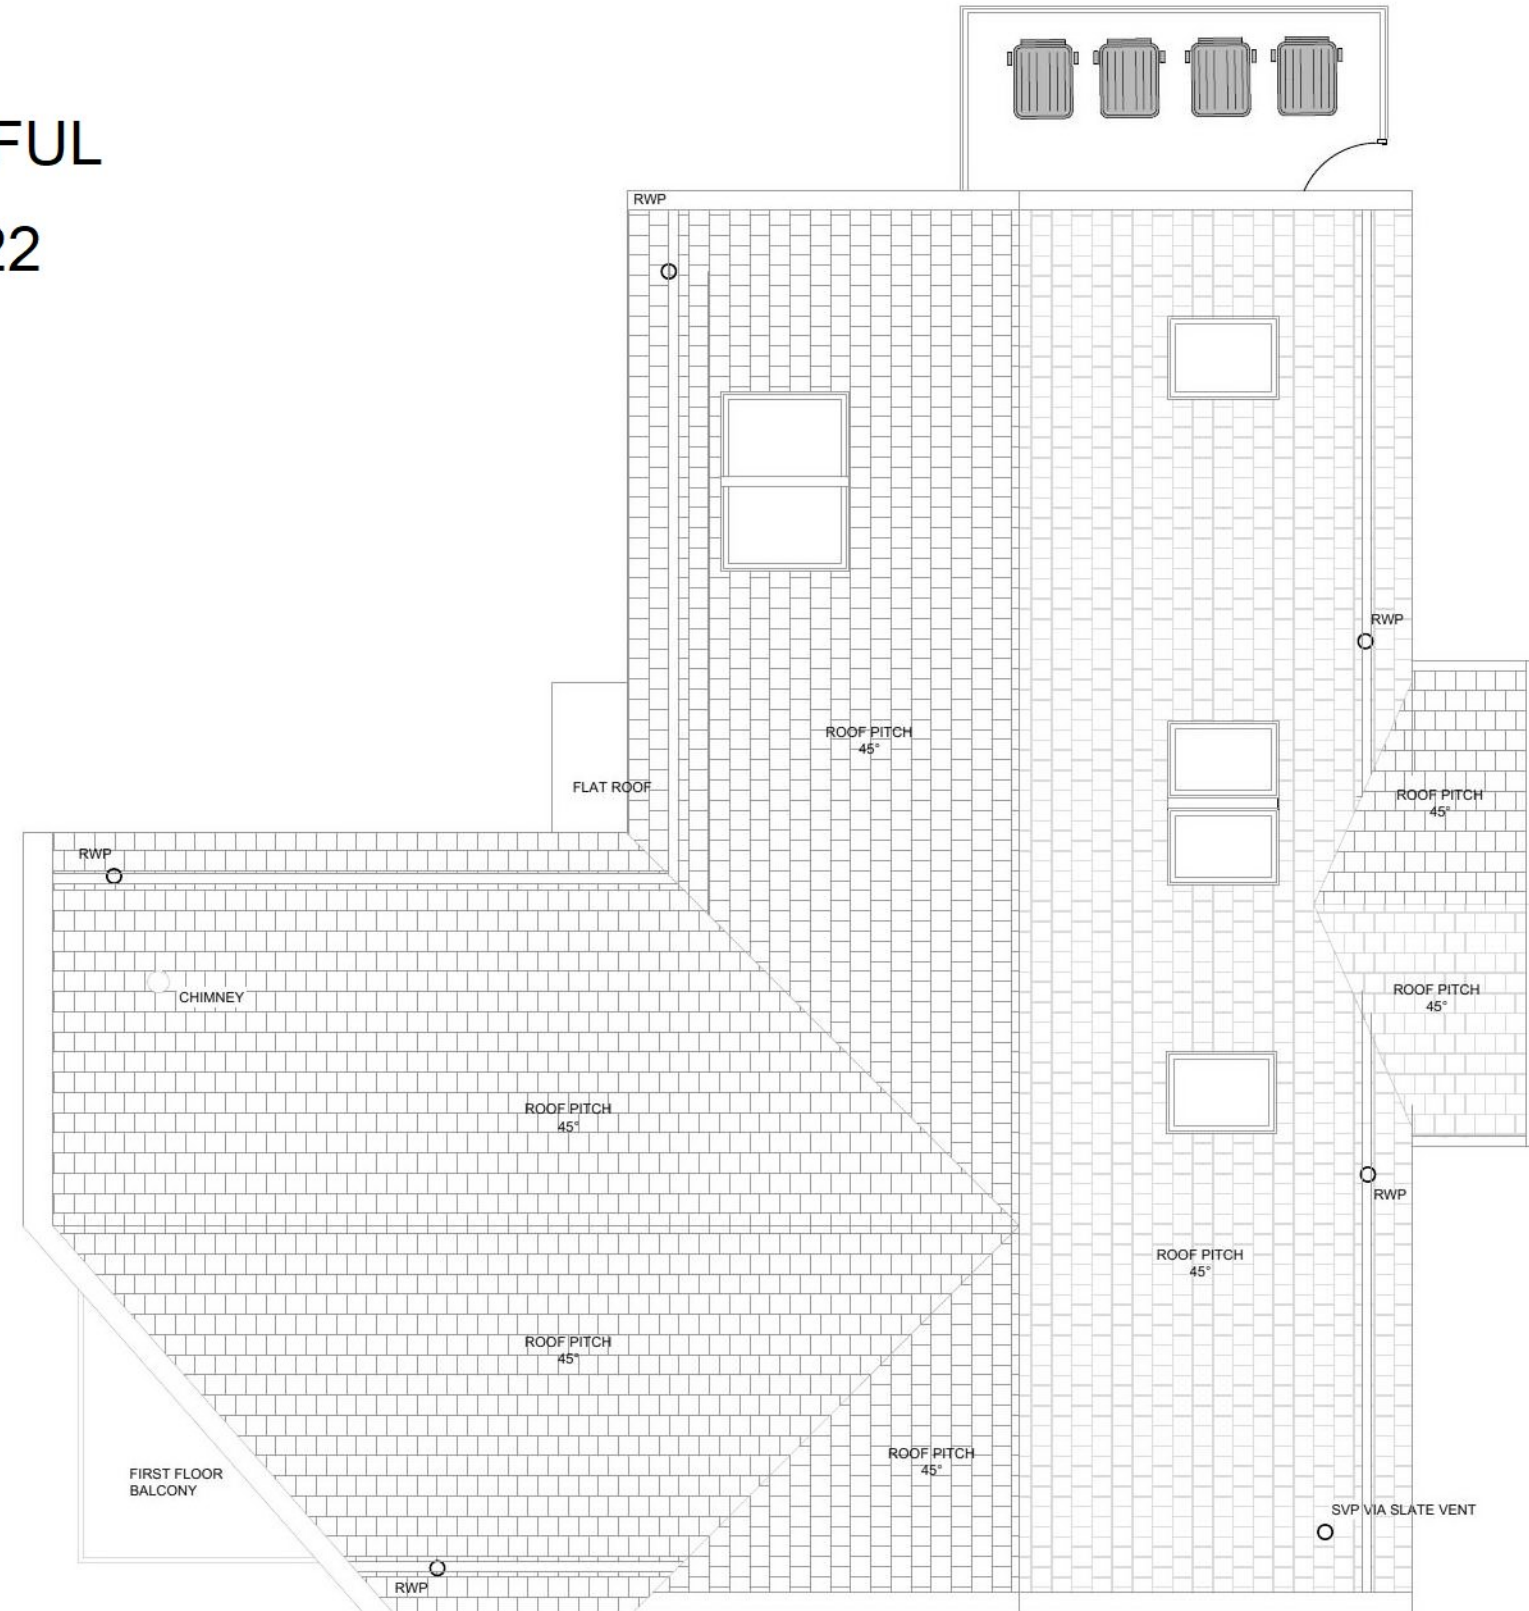 FUL
22
RWP
RWP
ROOF PITCH
45°
FLAT ROOF
ROOF PITCH
45°
RWP
CHIMNEY
ROOF PITCH
45°
ROOF PITCH
45°
RWP
ROOF PITCH
45°
ROOF PITCH
45°
ROOF PITCH
45°
FIRST FLOOR
BALCONY
SVP VIA SLATE VENT
RWP